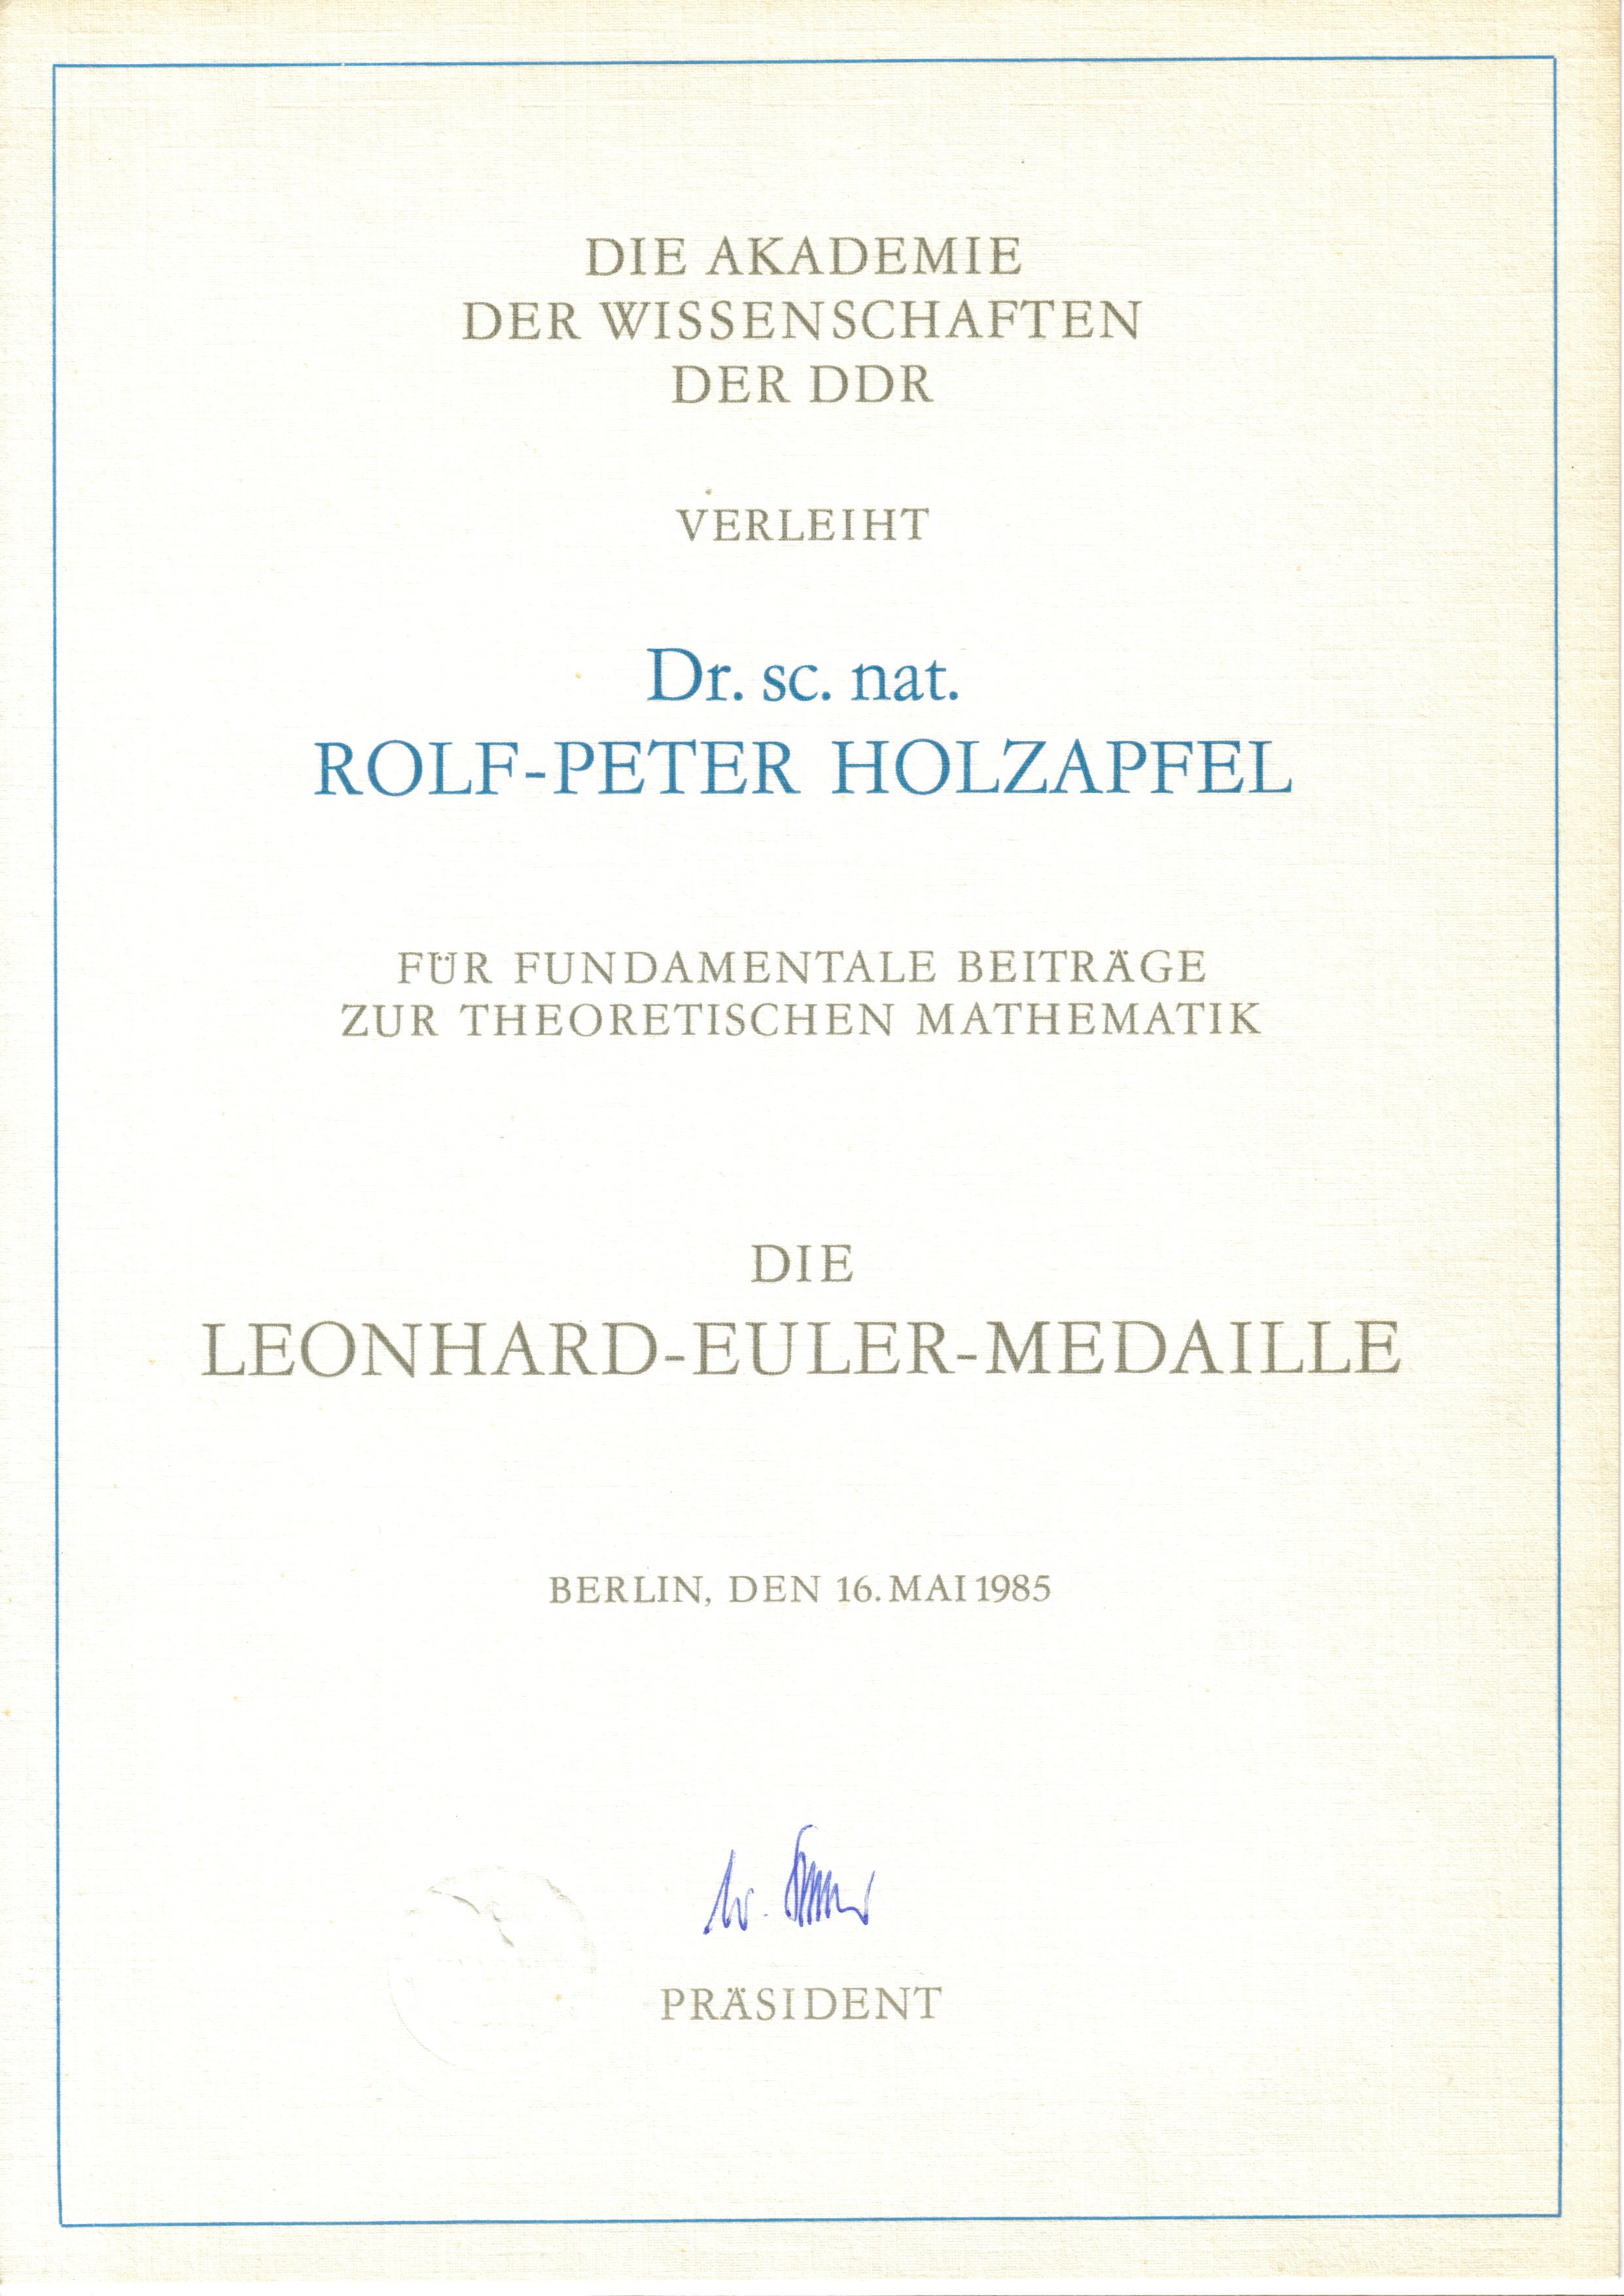 DIE AKADEMIE
DER WISSENSCHAFTEN
DER DDR
VERLEIHT
Dr. sc. nat.
ROLF-PETER HOLZAPFEL
FÜR FUNDAMENTALE BEITRÄGE
ZUR THEORETISCHEN MATHEMATIK
DIE
LEONHARD-EULER-MEDAILLE
BERLIN, DEN 16. MAI 1985
PRÄSIDENT